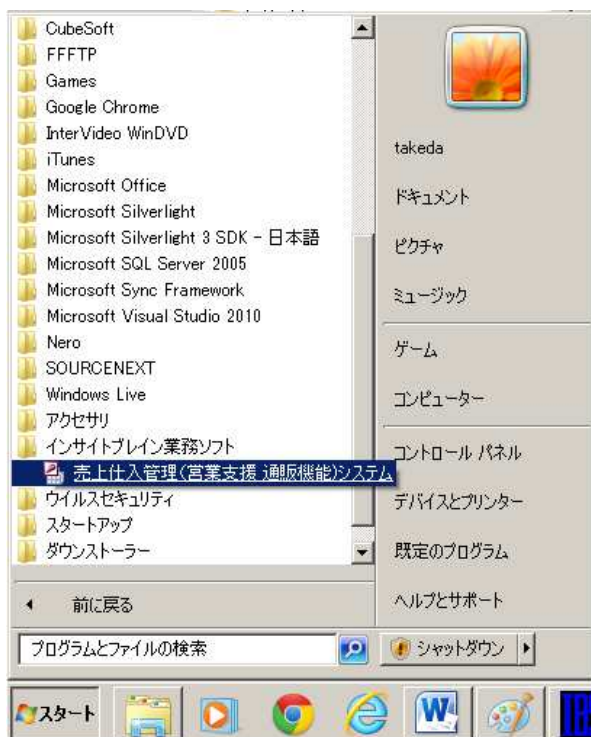 CubeSoft
FFFTP
Games
Google Chrome
InterVideo WinDVD
iTunes
Microsoft Office
Microsoft Silverlight
Microsoft Silverlight 3 SDK - 日本語
Microsoft SQL Server 2005
Microsoft Sync Framework
Microsoft Visual Studio 2010
Nero
SOURCENEXT
Windows Live
アクセサリ
インサイトブレイン業務ソフト
売上仕入管理(営業支援 通販機能)システム
ウイルスセキュリティ
スタートアップ
ダウンストーラー
前に戻る
プログラムとファイルの検索
takeda
ドキュメント
ピクチャ
ミュージック
ゲーム
コンピューター
コントロール パネル
デバイスとプリンター
既定のプログラム
ヘルプとサポート
シャットダウン
スタート